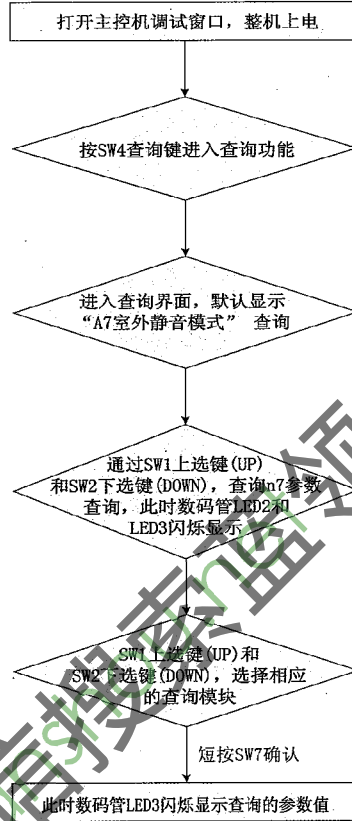 打开主控机调试窗口，整机上电
按SW4查询键进入查询功能
进入查询界面，默认显示
“A7室外静音模式” 查询
通过SW1上选键(UP)
和SW2下选键(DOWN)，查询n7参数
查询，此时数码管LED2和
LED3闪烁显示
SW1上选键(UP)和
SW2下选键(DOWN)，选择相应
的查询模块
短按SW7确认
此时数码管LED3闪烁显示查询的参数值